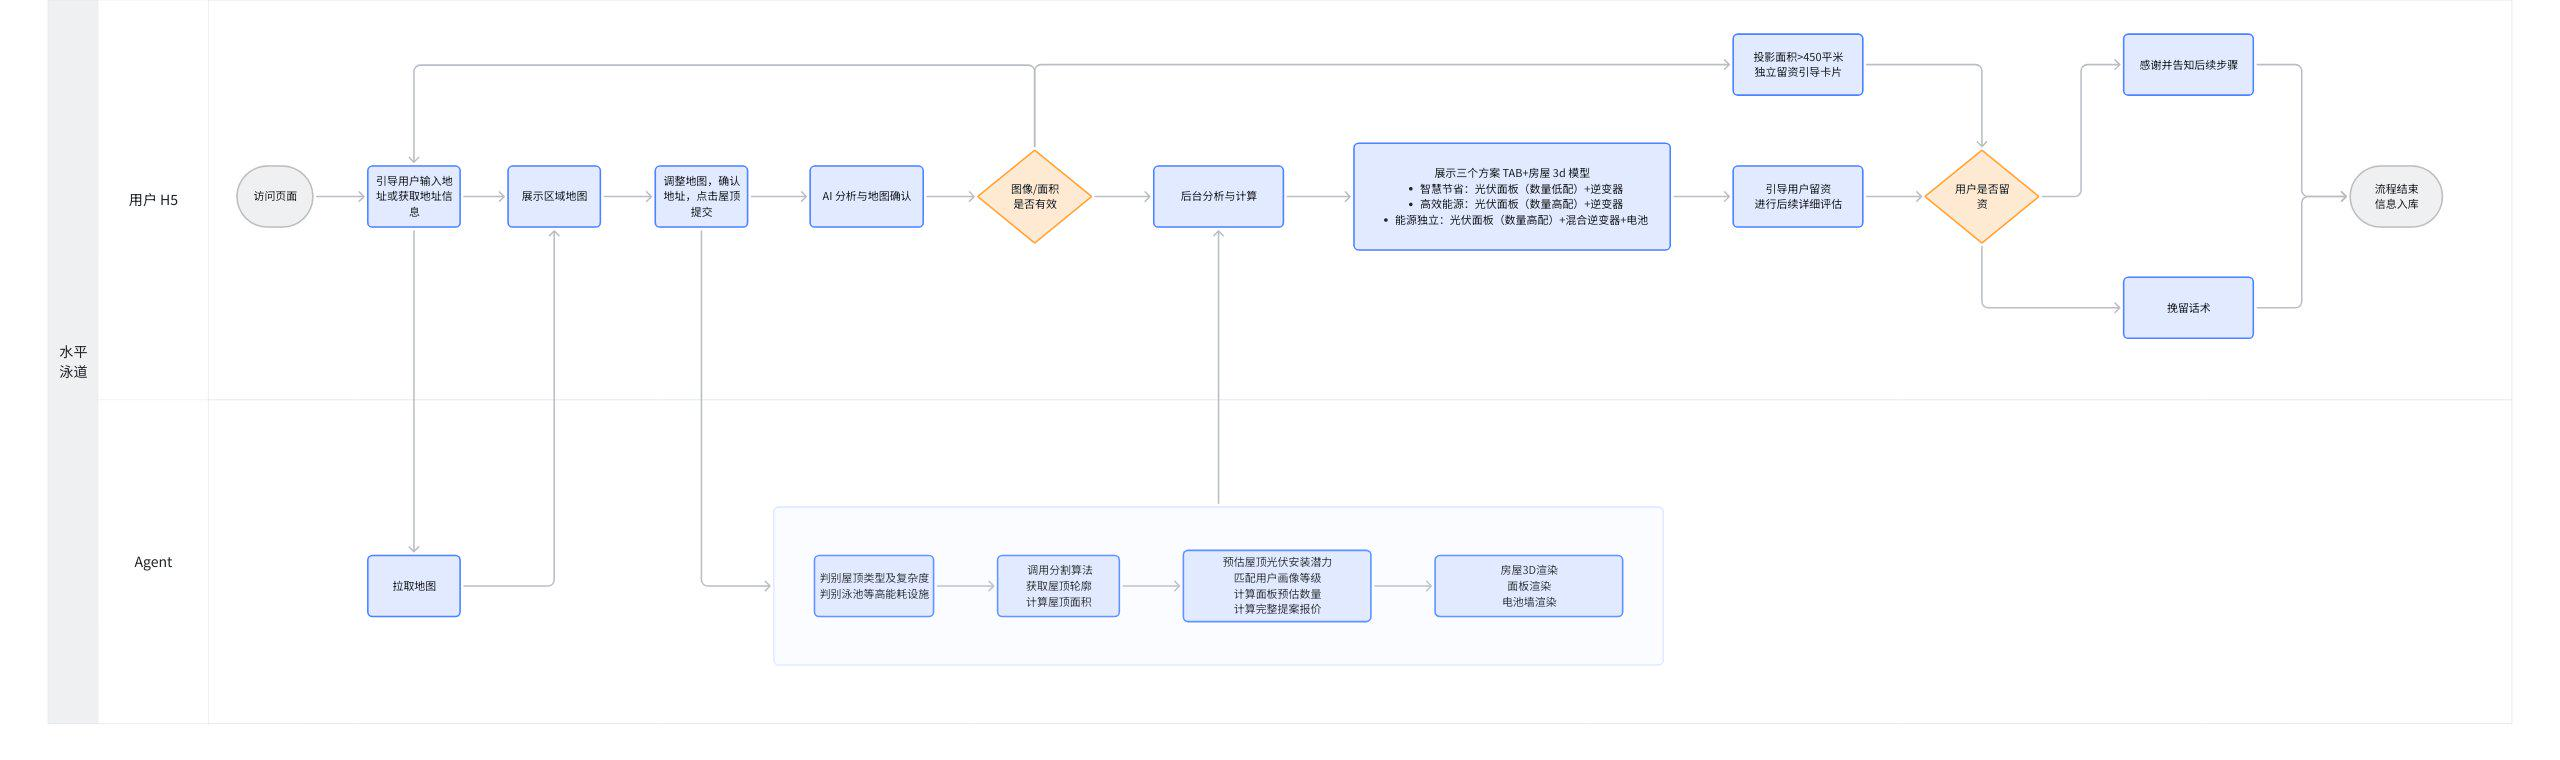 水平
泳道
用户 H5
访问页面
引导用户输入地
址或获取地址信
息
展示区域地图
调整地图，确认
地址，点击屋顶
提交
AI 分析与地图确认
图像/面积
是否有效
后台分析与计算
展示三个方案 TAB+房屋 3d 模型
• 智慧节省：光伏面板（数量低配）+逆变器
• 高效能源：光伏面板（数量高配）+逆变器
• 能源独立：光伏面板（数量高配）+混合逆变器+电池
投影面积>450平米
独立留资引导卡片
引导用户留资
进行后续详细评估
用户是否留
资
感谢并告知后续步骤
挽留话术
流程结束
信息入库
Agent
拉取地图
判别屋顶类型及复杂度
判别泳池等高能耗设施
调用分割算法
获取屋顶轮廓
计算屋顶面积
预估屋顶光伏安装潜力
匹配用户画像等级
计算面板预估数量
计算完整提案报价
房屋3D渲染
面板渲染
电池墙渲染